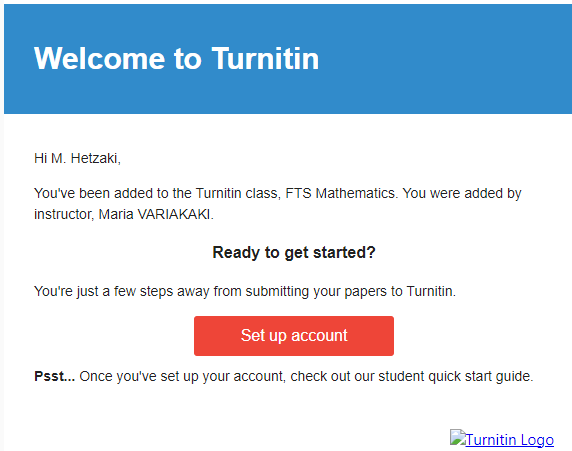 Welcome to Turnitin
Hi M. Hetzaki,
You've been added to the Turnitin class, FTS Mathematics. You were added by
instructor, Maria VARIAKAKI.
Ready to get started?
You're just a few steps away from submitting your papers to Turnitin.
Set up account
Psst... Once you've set up your account, check out our student quick start guide.
Turnitin Logo